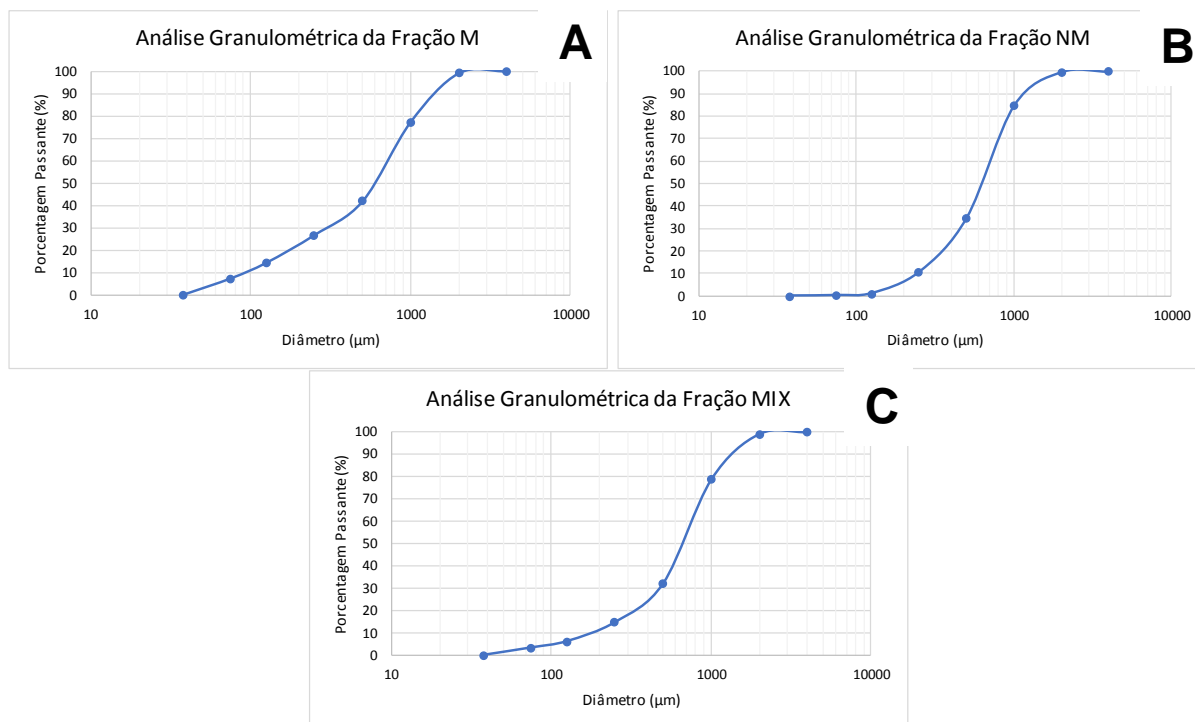 Análise Granulométrica da Fração M
A
Porcentagem Passante (%)
100
90
80
70
60
50
40
30
20
10
0
10 100 1000 10000
Diâmetro (µm)
Análise Granulométrica da Fração NM
B
Porcentagem Passante (%)
100
90
80
70
60
50
40
30
20
10
0
10 100 1000 10000
Diâmetro (µm)
Análise Granulométrica da Fração MIX
C
Porcentagem Passante (%)
100
90
80
70
60
50
40
30
20
10
0
10 100 1000 10000
Diâmetro (µm)